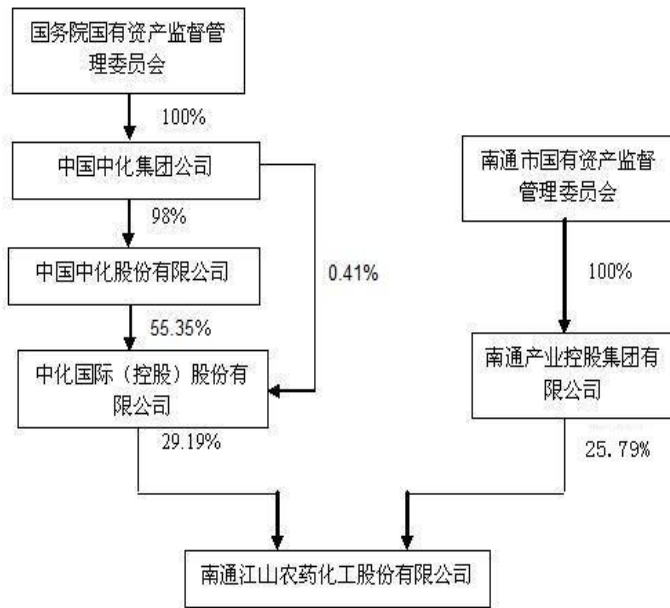 国务院国有资产监督管
理委员会
100%
中国中化集团公司
98%
中国中化股份有限公司
0.41%
55.35%
中化国际（控股）股份有
限公司
29.19%
南通市国有资产监督
管理委员会
100%
南通产业控股集团有
限公司
25.79%
南通江山农药化工股份有限公司